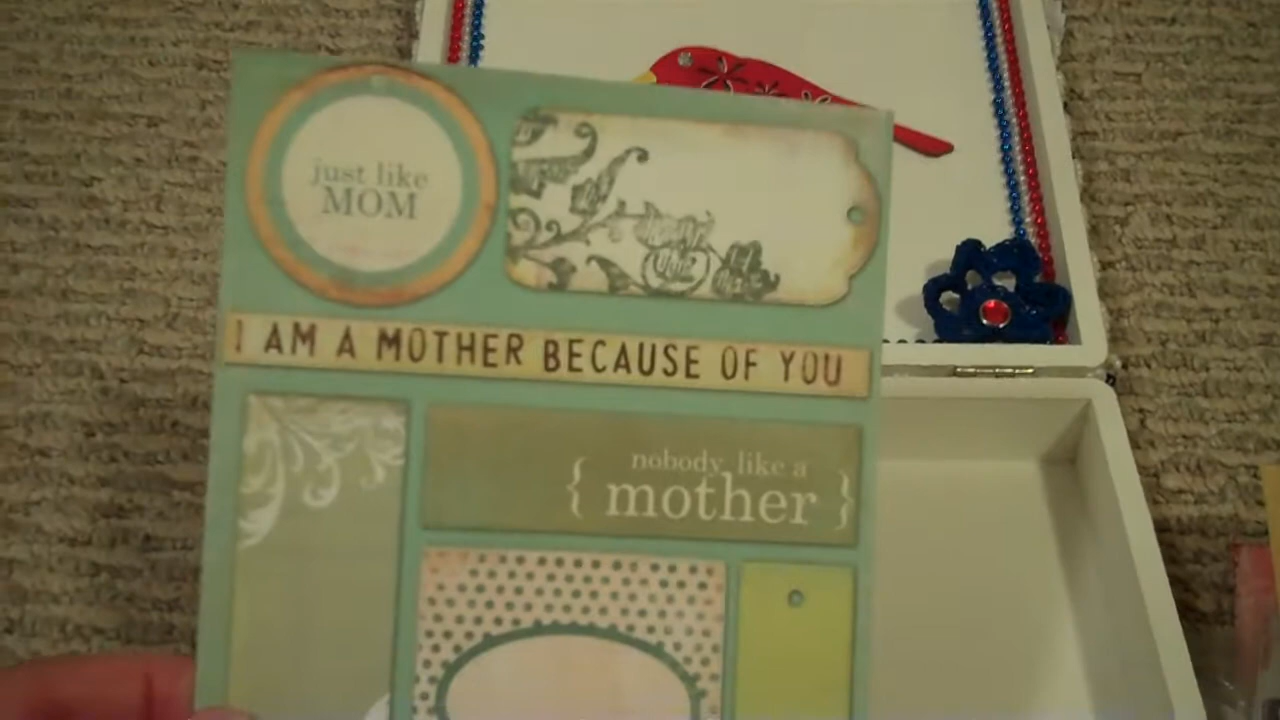 just like
MOM
I AM A MOTHER BECAUSE OF YOU
nobody like a
{ mother }